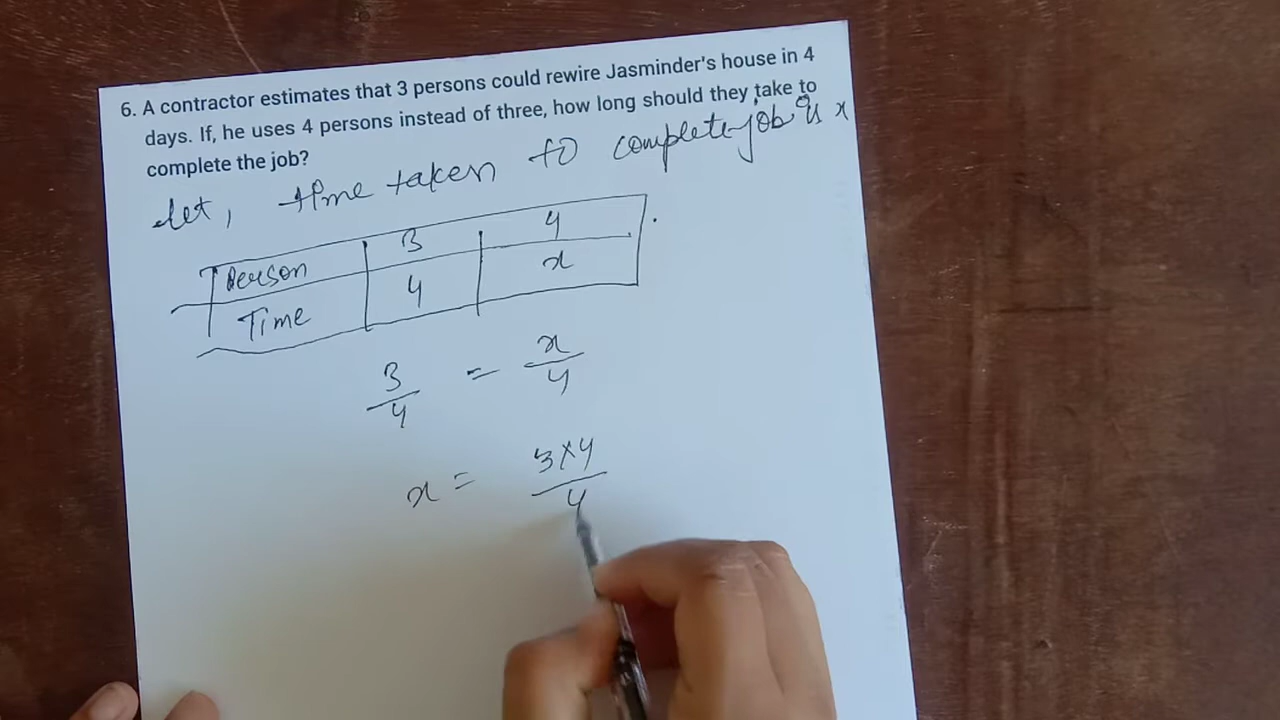 6. A contractor estimates that 3 persons could rewire Jasminder's house in 4
days. If, he uses 4 persons instead of three, how long should they take to
complete the job?
let, time taken to complete job is x
Person 3 4
Time 4 x
3/4 = x/4
x = 3×4/4